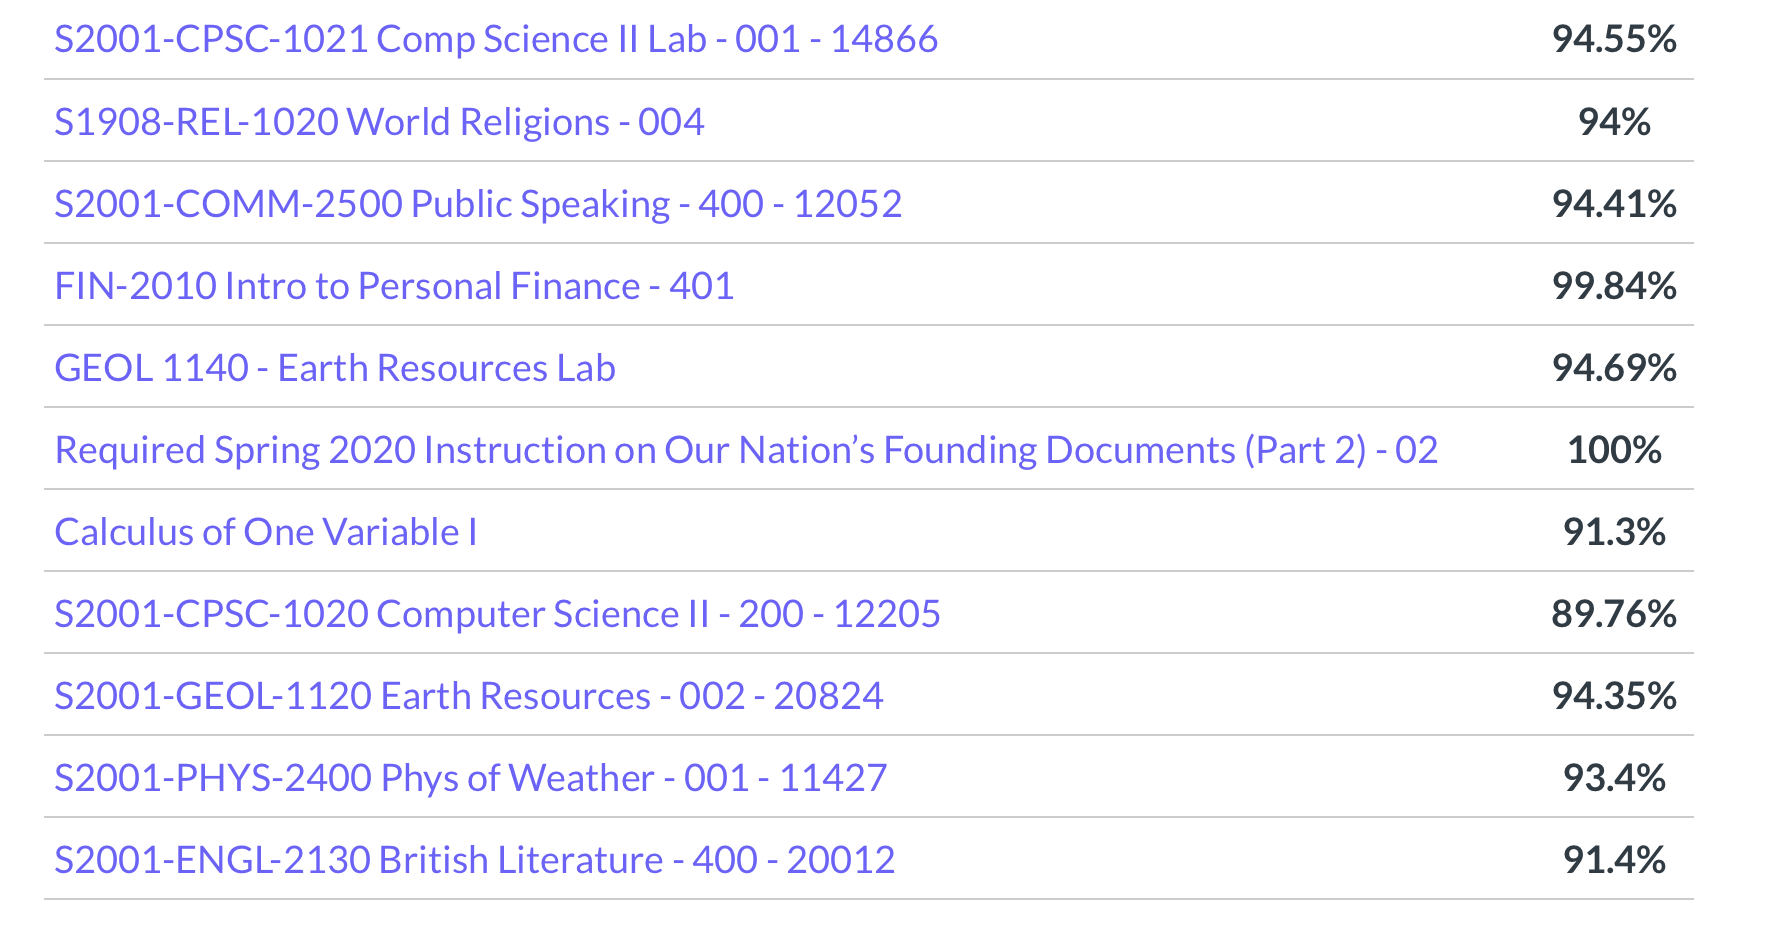 S2001-CPSC-1021 Comp Science II Lab - 001 - 14866 94.55%
S1908-REL-1020 World Religions - 004 94%
S2001-COMM-2500 Public Speaking - 400 - 12052 94.41%
FIN-2010 Intro to Personal Finance - 401 99.84%
GEOL 1140 - Earth Resources Lab 94.69%
Required Spring 2020 Instruction on Our Nation’s Founding Documents (Part 2) - 02 100%
Calculus of One Variable I 91.3%
S2001-CPSC-1020 Computer Science II - 200 - 12205 89.76%
S2001-GEOL-1120 Earth Resources - 002 - 20824 94.35%
S2001-PHYS-2400 Phys of Weather - 001 - 11427 93.4%
S2001-ENGL-2130 British Literature - 400 - 20012 91.4%